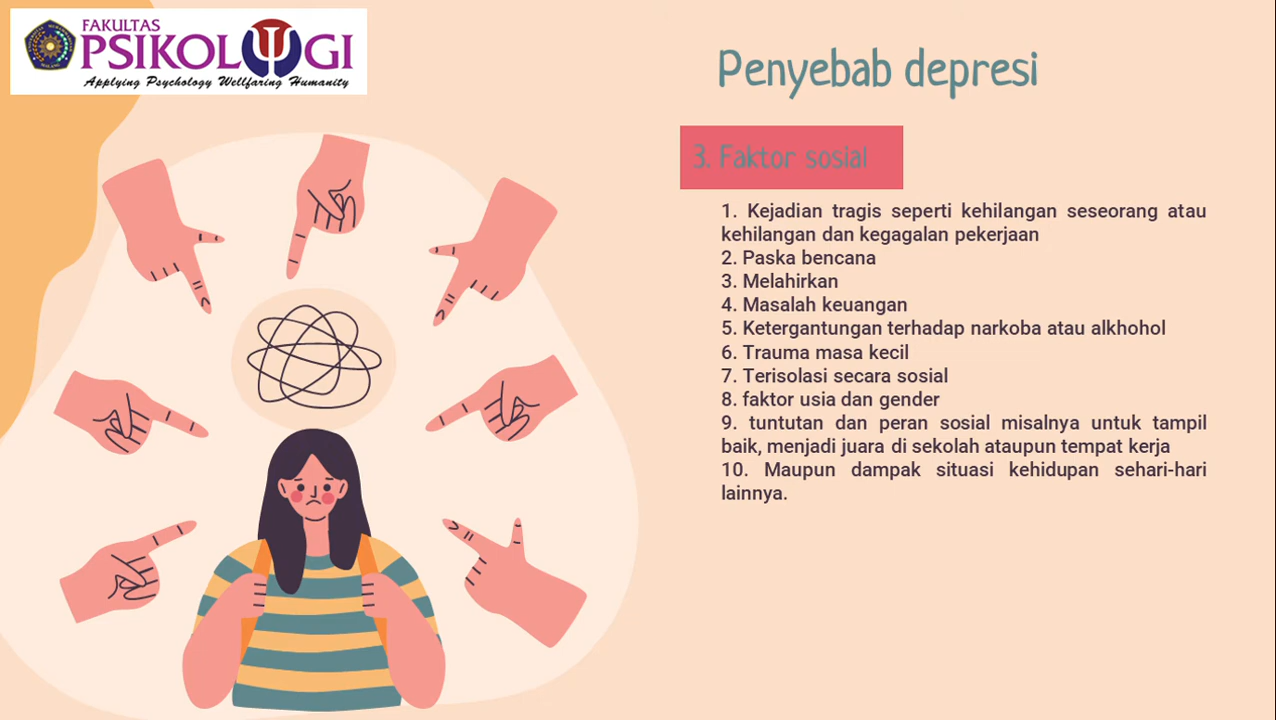 FAKULTAS
PSIKOLOGI
Applying Psychology Wellfaring Humanity
Penyebab depresi
3. Faktor sosial
1. Kejadian tragis seperti kehilangan seseorang atau
kehilangan dan kegagalan pekerjaan
2. Paska bencana
3. Melahirkan
4. Masalah keuangan
5. Ketergantungan terhadap narkoba atau alkhohol
6. Trauma masa kecil
7. Terisolasi secara sosial
8. faktor usia dan gender
9. tuntutan dan peran sosial misalnya untuk tampil
baik, menjadi juara di sekolah ataupun tempat kerja
10. Maupun dampak situasi kehidupan sehari-hari
lainnya.